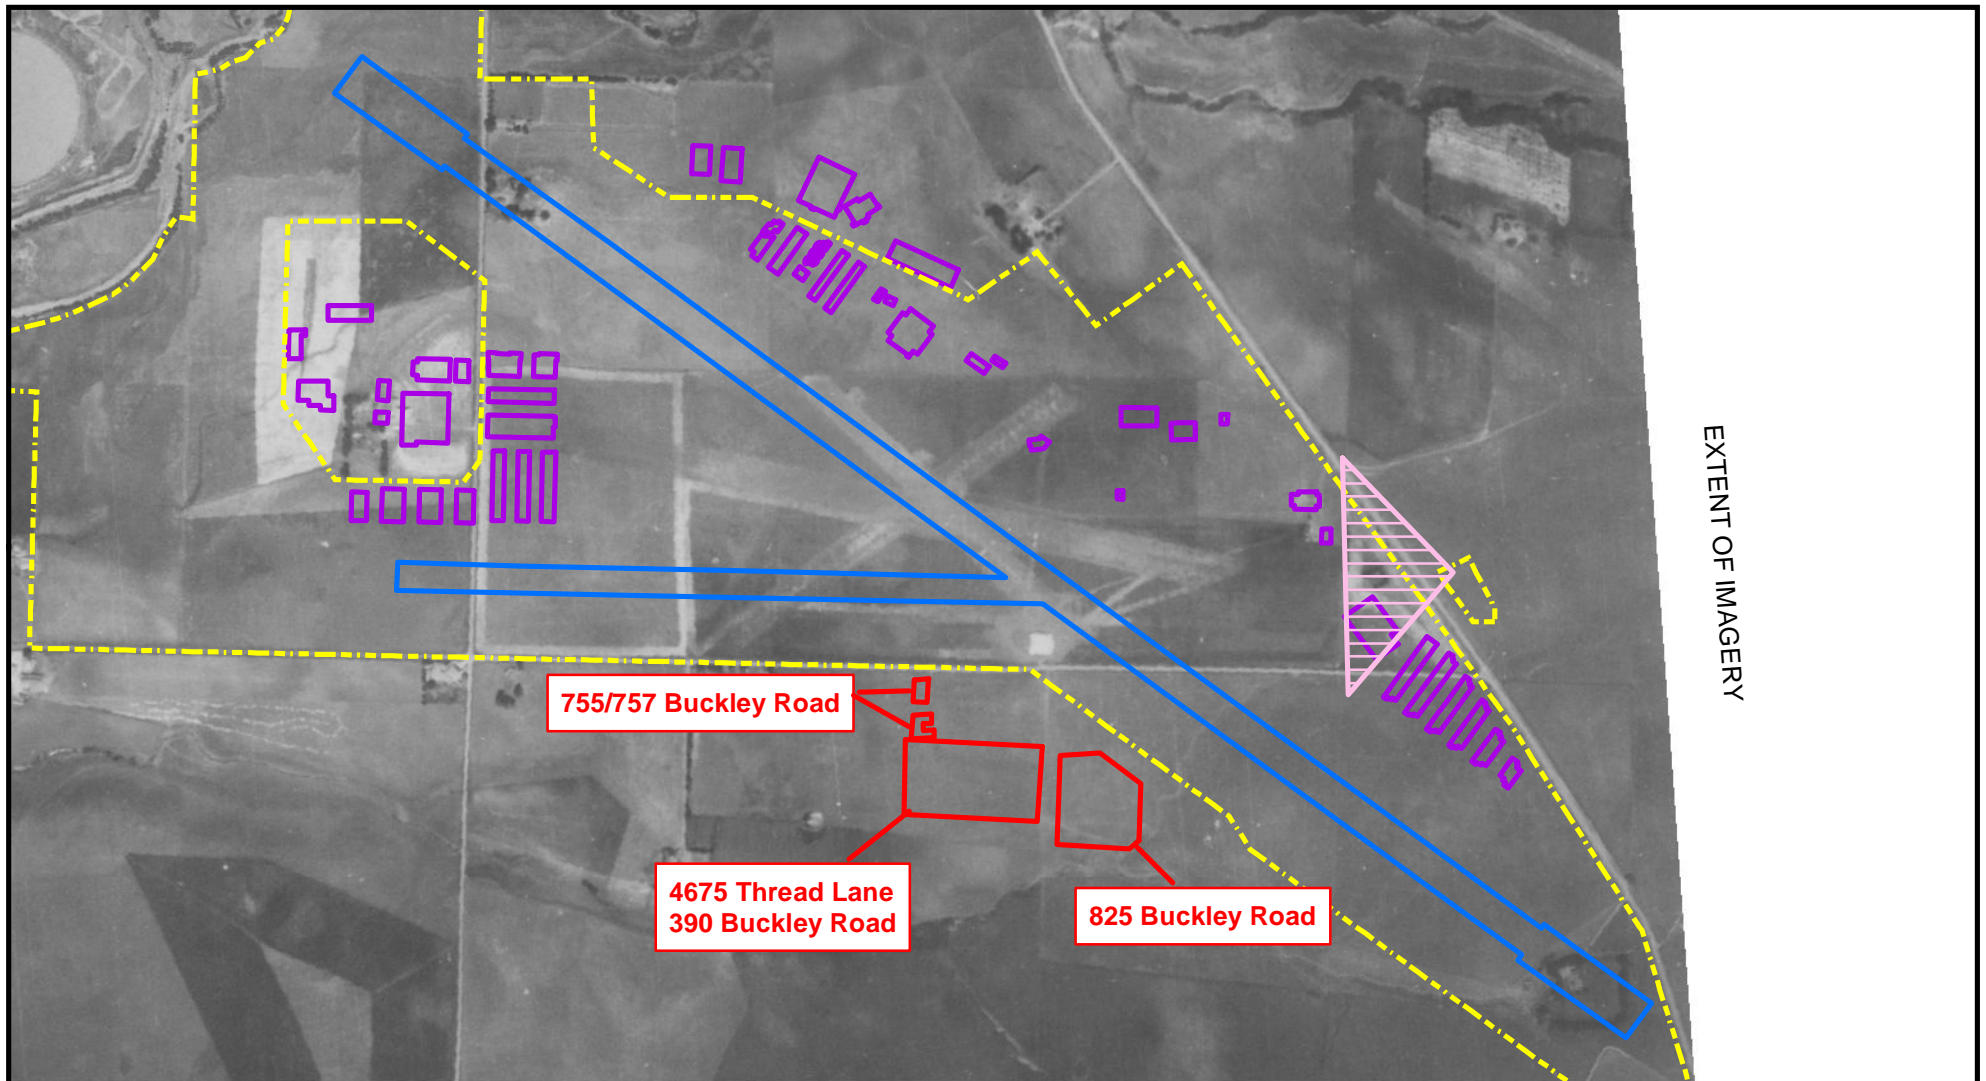 EXTENT OF IMAGERY
755/757 Buckley Road
4675 Thread Lane
390 Buckley Road
825 Buckley Road